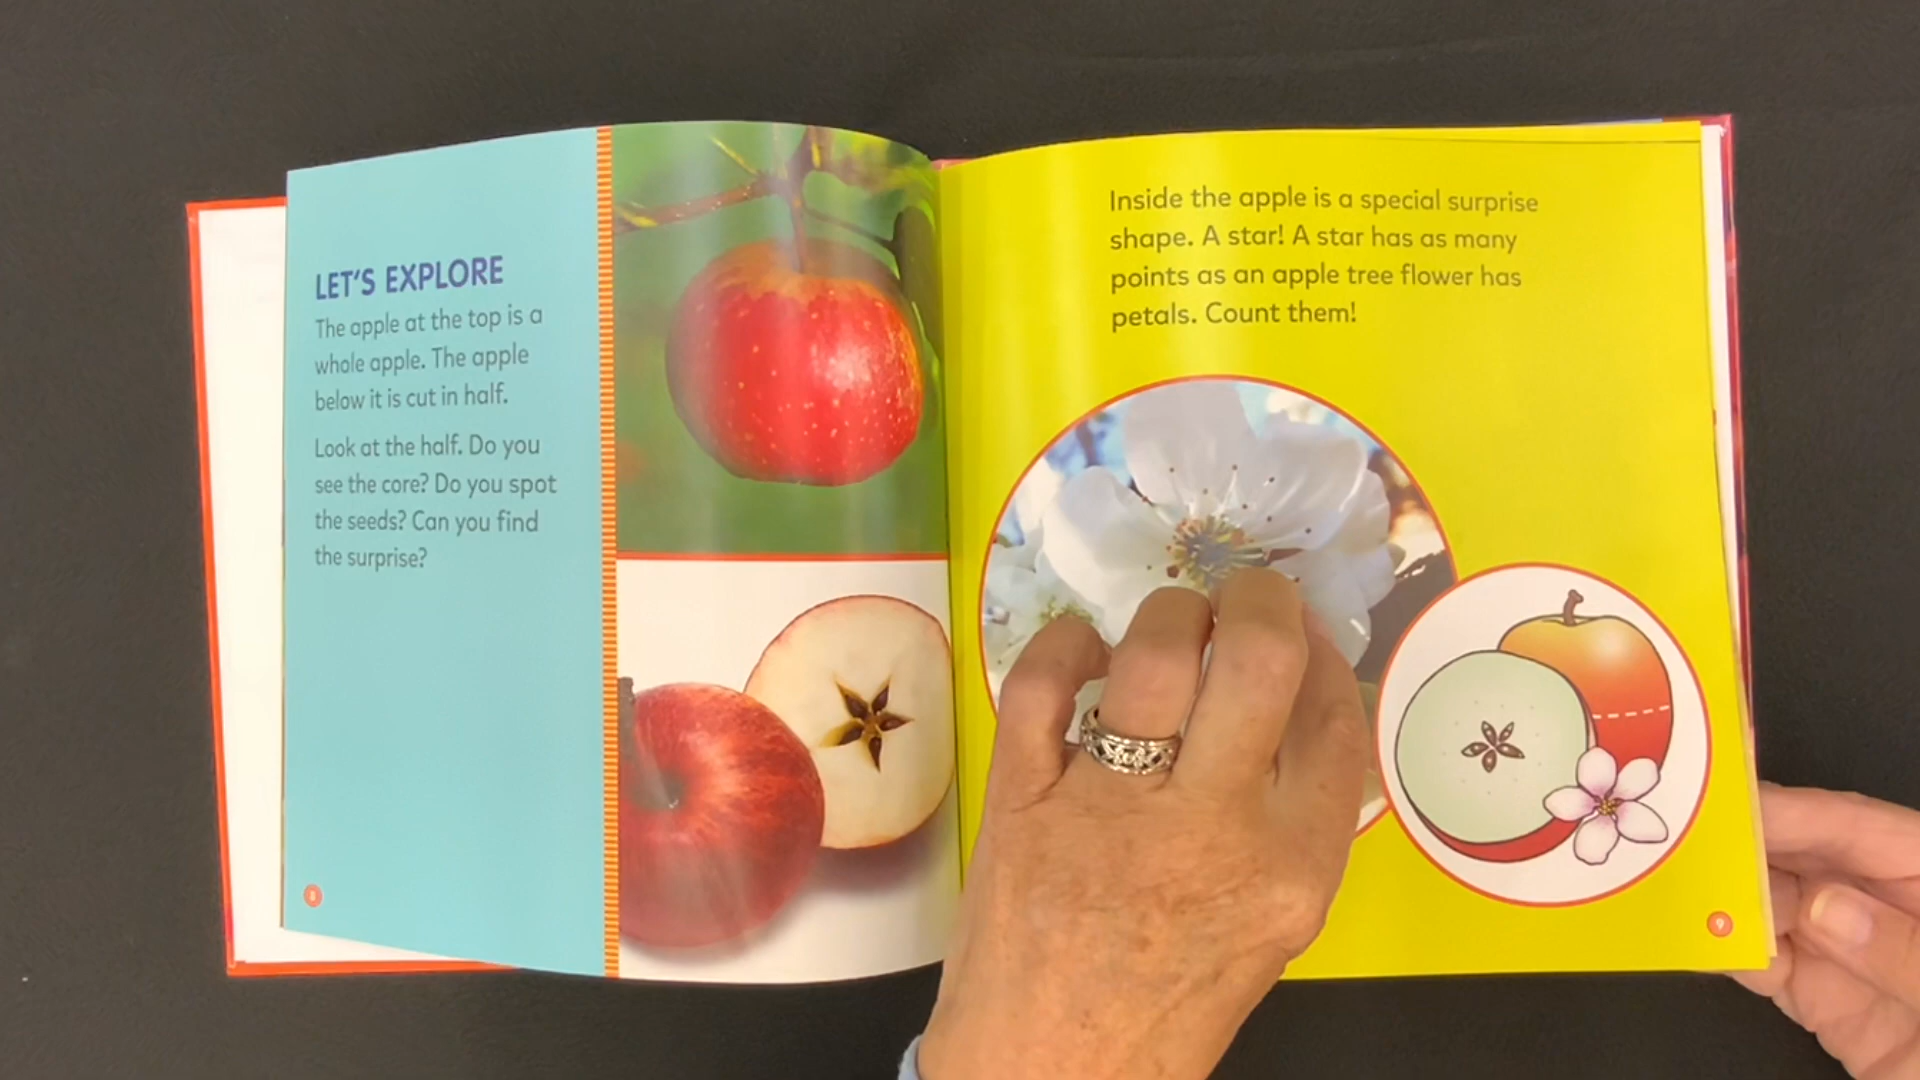 LET'S EXPLORE
The apple at the top is a
whole apple. The apple
below it is cut in half.
Look at the half. Do you
see the core? Do you spot
the seeds? Can you find
the surprise?
8
Inside the apple is a special surprise
shape. A star! A star has as many
points as an apple tree flower has
petals. Count them!
9